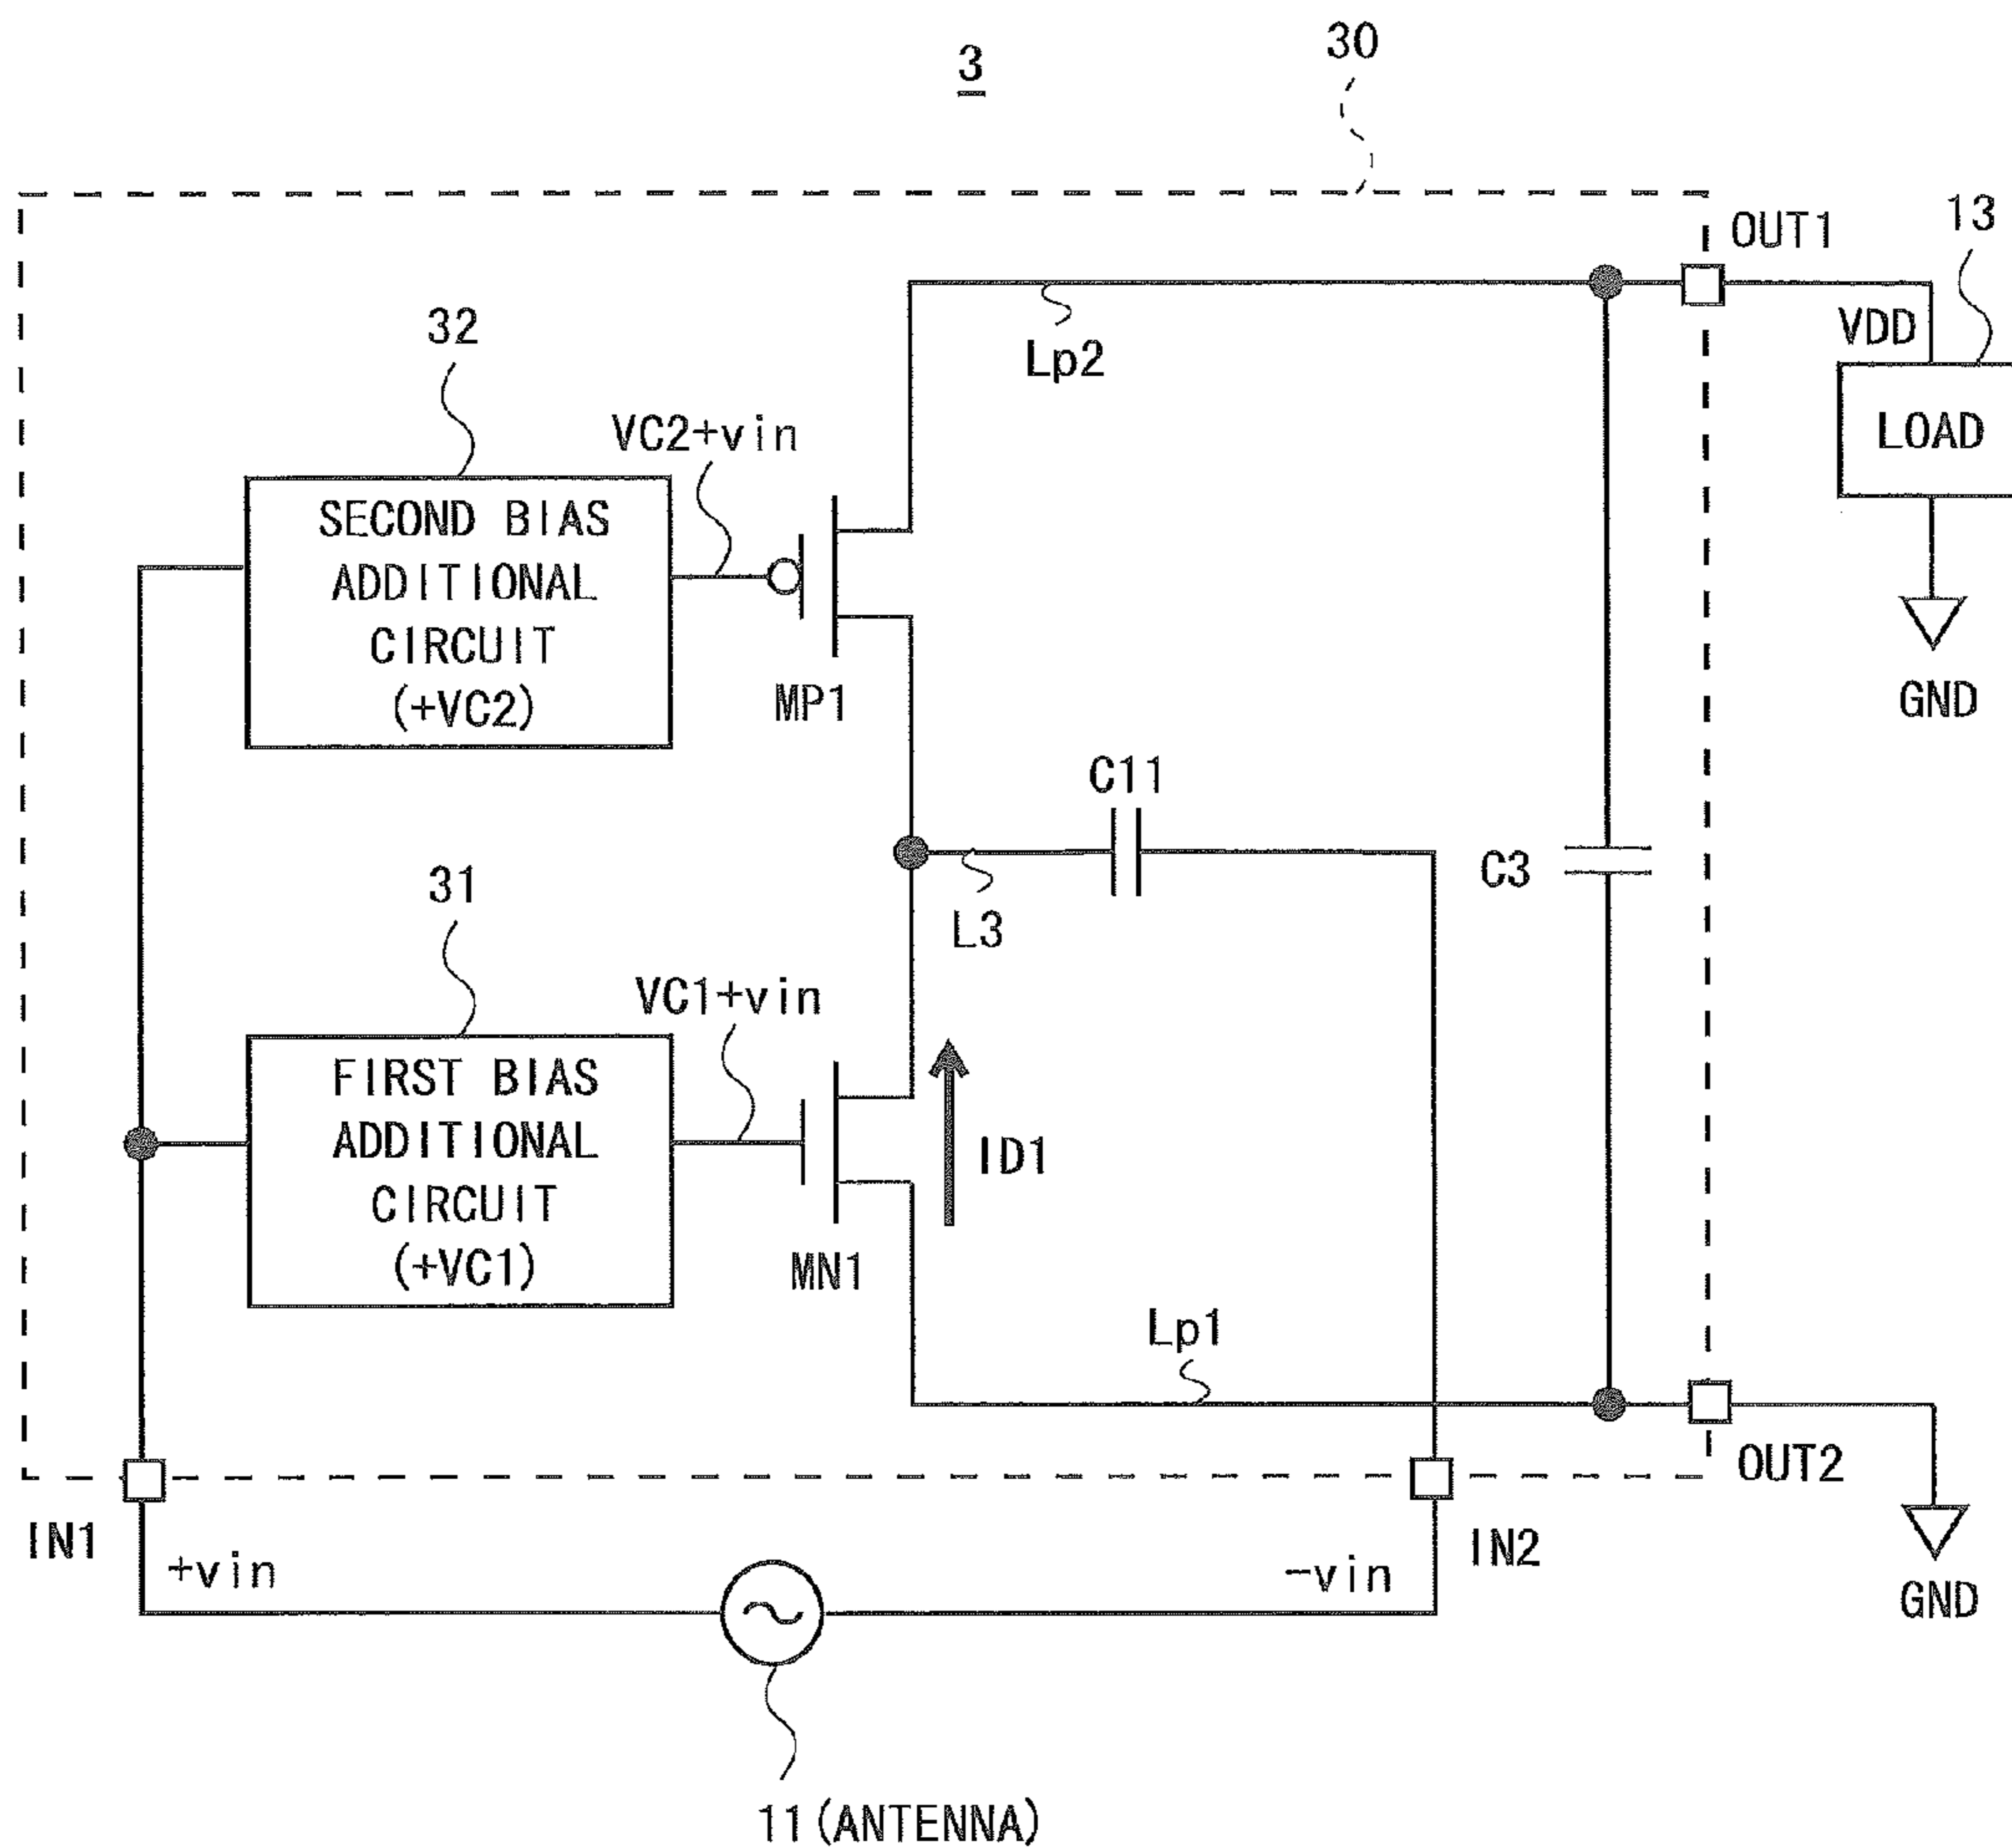 3
30
OUT1
13
VDD
LOAD
GND
Lp2
32
VC2+vin
SECOND BIAS
ADDITIONAL
CIRCUIT
(+VC2)
MP1
C11
C3
L3
31
VC1+vin
FIRST BIAS
ADDITIONAL
CIRCUIT
(+VC1)
ID1
MN1
Lp1
OUT2
IN1
+vin
-vin
IN2
GND
11(ANTENNA)